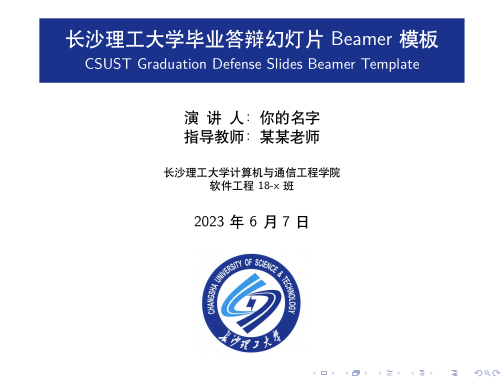 长沙理工大学毕业答辩幻灯片 Beamer 模板
CSUST Graduation Defense Slides Beamer Template
演 讲 人：你的名字
指导教师：某某老师
长沙理工大学计算机与通信工程学院
软件工程 18-x 班
2023 年 6 月 7 日
CHANGSHA UNIVERSITY OF SCIENCE & TECHNOLOGY
长沙理工大学